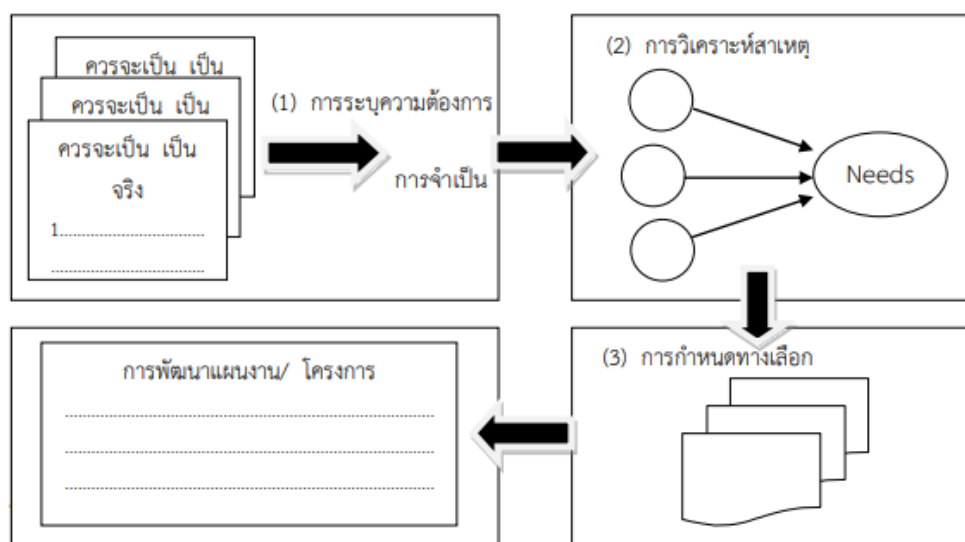 ควรจะเป็น เป็น
ควรจะเป็น เป็น
ควรจะเป็น เป็น
จริง
1..............................
..............................
(1) การระบุความต้องการ
การจำเป็น
(2) การวิเคราะห์สาเหตุ
Needs
(3) การกำหนดทางเลือก
การพัฒนาแผนงาน/ โครงการ
..............................
..............................
..............................